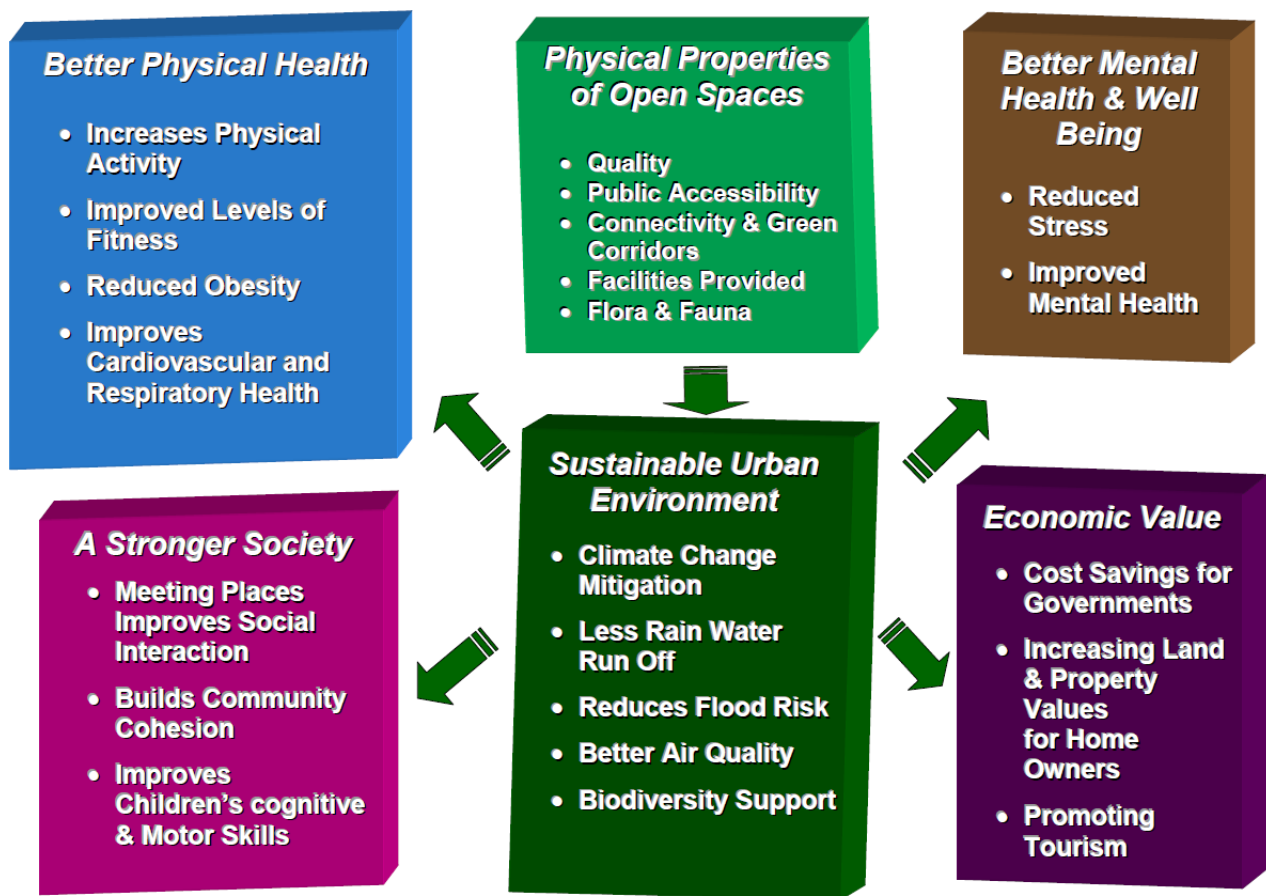 Better Physical Health
• Increases Physical
Activity
• Improved Levels of
Fitness
• Reduced Obesity
• Improves
Cardiovascular and
Respiratory Health
Physical Properties
of Open Spaces
• Quality
• Public Accessibility
• Connectivity & Green
Corridors
• Facilities Provided
• Flora & Fauna
Better Mental
Health & Well
Being
• Reduced
Stress
• Improved
Mental Health
A Stronger Society
• Meeting Places
Improves Social
Interaction
• Builds Community
Cohesion
• Improves
Children’s cognitive
& Motor Skills
Sustainable Urban
Environment
• Climate Change
Mitigation
• Less Rain Water
Run Off
• Reduces Flood Risk
• Better Air Quality
• Biodiversity Support
Economic Value
• Cost Savings for
Governments
• Increasing Land
& Property
Values
for Home
Owners
• Promoting
Tourism